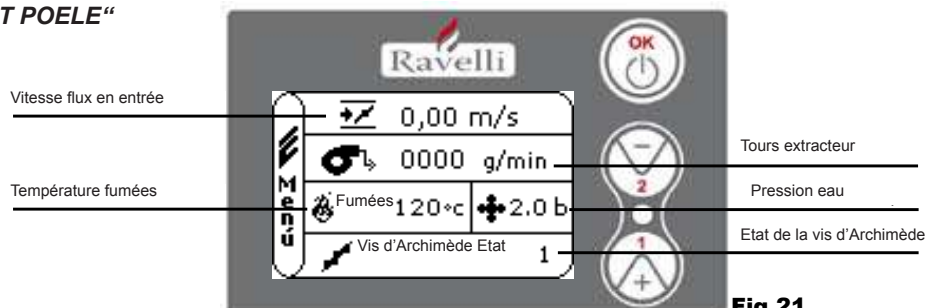 T POELE“
Ravelli
OK
Vitesse flux en entrée
0,00 m/s
0000 g/min
Tours extracteur
Menú
Température fumées
Fumées 120°c
2.0 b
2
Pression eau
Vis d'Archimède Etat 1
1
Etat de la vis d'Archimède
Fig.21